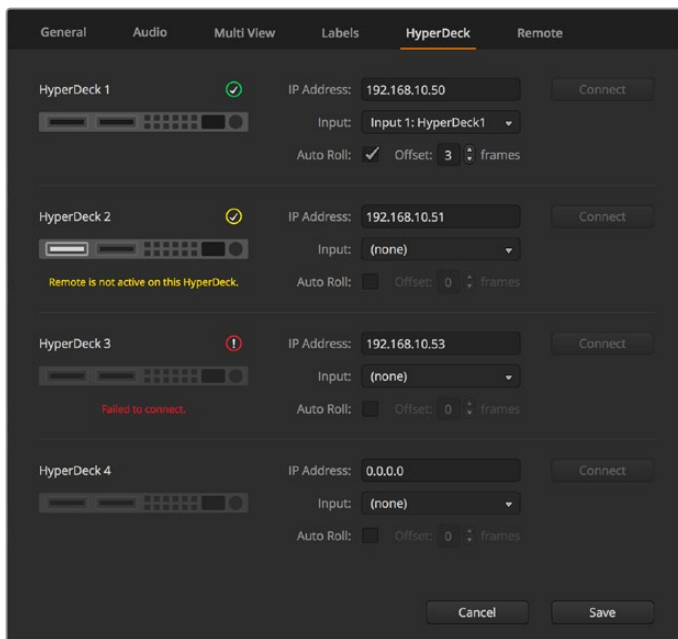 General Audio Multi View Labels HyperDeck Remote
HyperDeck 1 IP Address: 192.168.10.50 Connect
Input: Input 1: HyperDeck1
Auto Roll: Offset: 3 frames
HyperDeck 2 IP Address: 192.168.10.51 Connect
Input: (none)
Remote is not active on this HyperDeck.
Auto Roll: Offset: 0 frames
HyperDeck 3 IP Address: 192.168.10.53 Connect
Input: (none)
Failed to connect.
Auto Roll: Offset: 0 frames
HyperDeck 4 IP Address: 0.0.0.0 Connect
Input: (none)
Auto Roll: Offset: 0 frames
Cancel Save